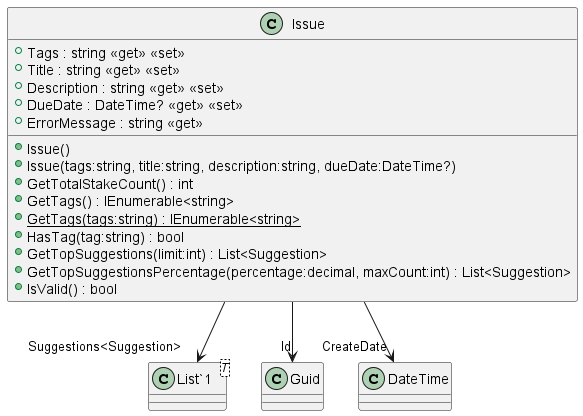 C Issue
Tags : string «get» «set»
Title : string «get» «set»
Description : string «get» «set»
DueDate : DateTime? «get» «set»
ErrorMessage : string «get»
Issue()
Issue(tags:string, title:string, description:string, dueDate:DateTime?)
GetTotalStakeCount() : int
GetTags() : IEnumerable<string>
GetTags(tags:string) : IEnumerable<string>
HasTag(tag:string) : bool
GetTopSuggestions(limit:int) : List<Suggestion>
GetTopSuggestionsPercentage(percentage:decimal, maxCount:int) : List<Suggestion>
IsValid() : bool
Suggestions<Suggestion> Id CreateDate
C List`1 T C Guid C DateTime